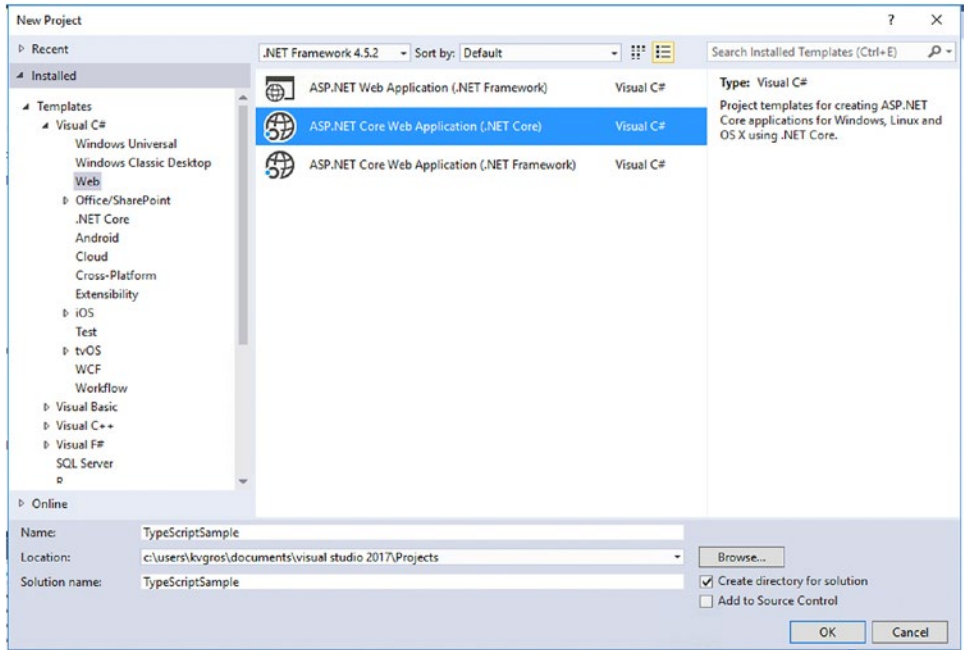 New Project
? X
Recent
.NET Framework 4.5.2
Sort by: Default
Search Installed Templates (Ctrl+E)
Installed
Templates
Visual C#
Windows Universal
Windows Classic Desktop
Web
Office/SharePoint
.NET Core
Android
Cloud
Cross-Platform
Extensibility
iOS
Test
tvOS
WCF
Workflow
Visual Basic
Visual C++
Visual F#
SQL Server
Online
ASP.NET Web Application (.NET Framework) Visual C#
ASP.NET Core Web Application (.NET Core) Visual C#
ASP.NET Core Web Application (.NET Framework) Visual C#
Type: Visual C#
Project templates for creating ASP.NET
Core applications for Windows, Linux and
OS X using .NET Core.
Name: TypeScriptSample
Location: c:\users\kvgros\documents\visual studio 2017\Projects
Browse...
Solution name: TypeScriptSample
Create directory for solution
Add to Source Control
OK Cancel